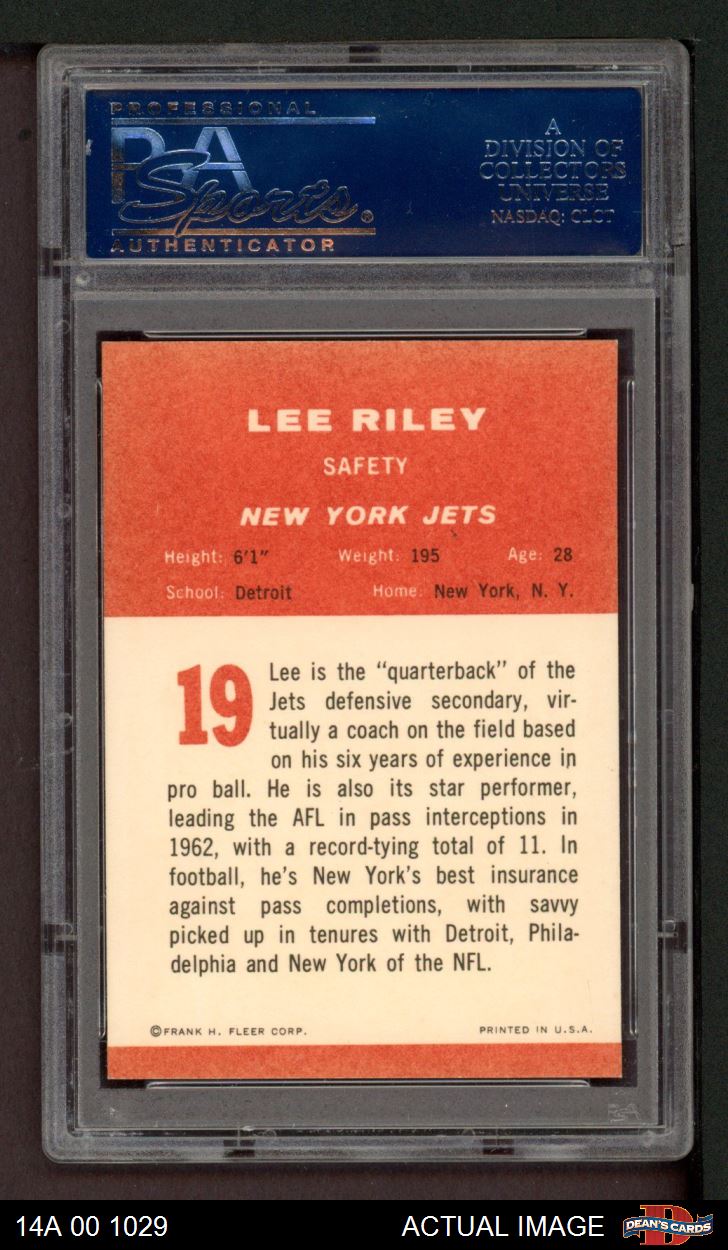 PROFESSIONAL
PSA
Sports®
AUTHENTICATOR
A
DIVISION OF
COLLECTORS
UNIVERSE
NASDAQ: CLCT
LEE RILEY
SAFETY
NEW YORK JETS
Height: 6'1" Weight: 195 Age: 28
School: Detroit Home: New York, N. Y.
19
Lee is the "quarterback" of the
Jets defensive secondary, vir-
tually a coach on the field based
on his six years of experience in
pro ball. He is also its star performer,
leading the AFL in pass interceptions in
1962, with a record-tying total of 11. In
football, he's New York's best insurance
against pass completions, with savvy
picked up in tenures with Detroit, Phila-
delphia and New York of the NFL.
©FRANK H. FLEER CORP. PRINTED IN U.S.A.
PSA
14A 00 1029 ACTUAL IMAGE D DEAN'S CARDS